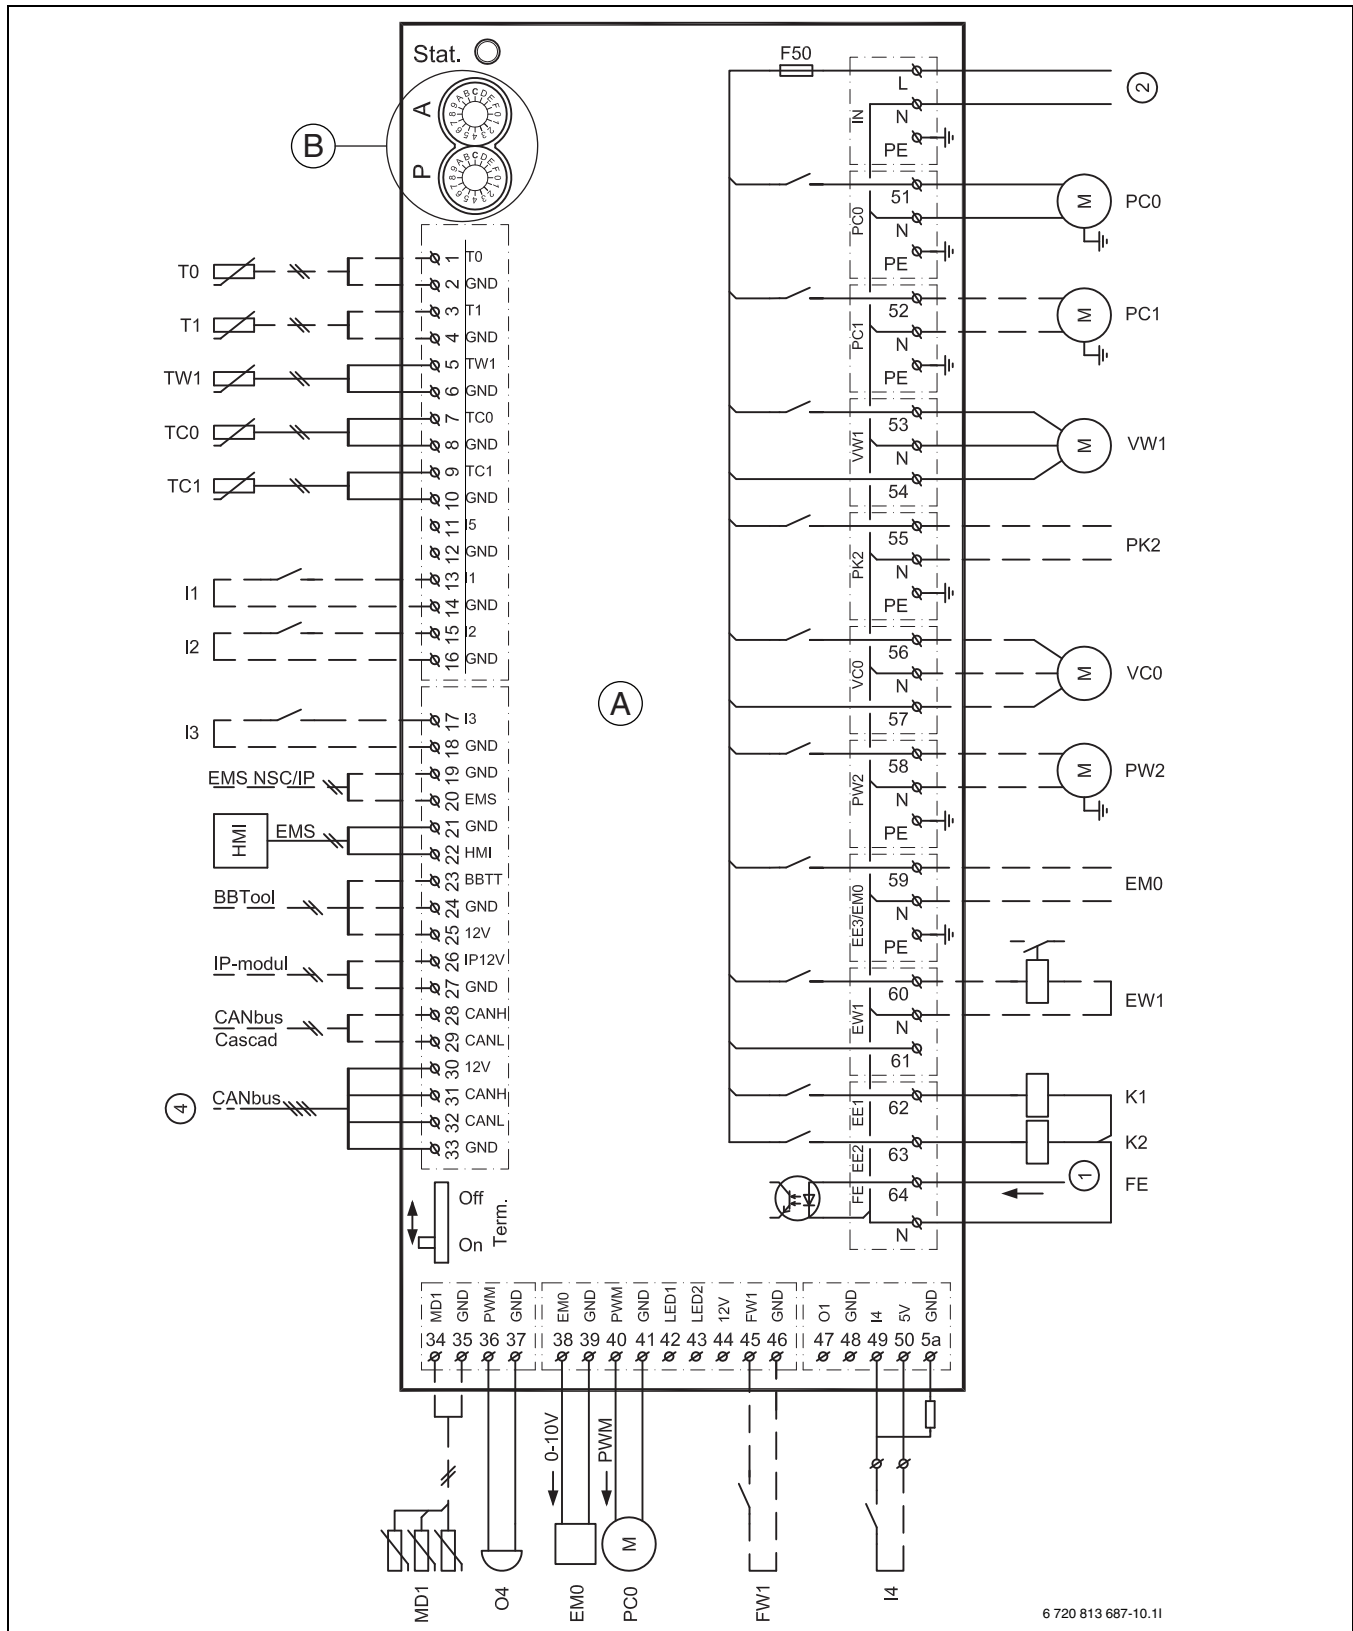 Stat.
F50
B
A
P
0123456789ABCDEF
0123456789ABCDEF
L
N
PE
IN
2
51
N
PE
PC0
PC0
52
N
PE
PC1
PC1
53
N
54
VW1
VW1
55
N
PE
PK2
PK2
56
N
57
VC0
VC0
58
N
PE
PW2
PW2
59
N
PE
EE3/EM0
EM0
60
N
61
EW1
EW1
62
EE1
K1
63
EE2
K2
64
N
FE
1
FE
T0
1 T0
2 GND
T1
3 T1
4 GND
TW1
5 TW1
6 GND
TC0
7 TC0
8 GND
TC1
9 TC1
10 GND
11 I5
12 GND
I1
13 I1
14 GND
I2
15 I2
16 GND
A
I3
17 I3
18 GND
EMS NSC/IP
19 GND
20 EMS
HMI
EMS
21 GND
22 HMI
BBTool
23 BBTT
24 GND
25 12V
IP-modul
26 IP12V
27 GND
CANbus
Cascad
28 CANH
29 CANL
4
CANbus
30 12V
31 CANH
32 CANL
33 GND
Off
On
Term.
MD1 GND PWM GND EM0 GND PWM GND LED1 LED2 12V FW1 GND O1 GND I4 5V GND
34 35 36 37 38 39 40 41 42 43 44 45 46 47 48 49 50 5a
0-10V
PWM
M
M
M
M
M
M
M
MD1
O4
EM0
PC0
FW1
I4
6 720 813 687-10.1I